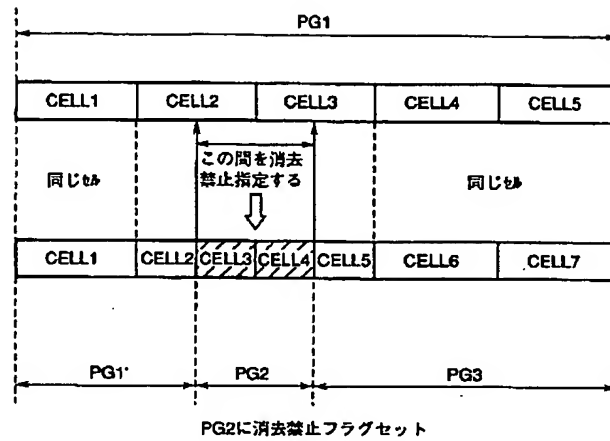 PG1
CELL1 CELL2 CELL3 CELL4 CELL5
この間を消去
禁止指定する
同じセル 同じセル
CELL1 CELL2 CELL3 CELL4 CELL5 CELL6 CELL7
PG1' PG2 PG3
PG2に消去禁止フラグセット